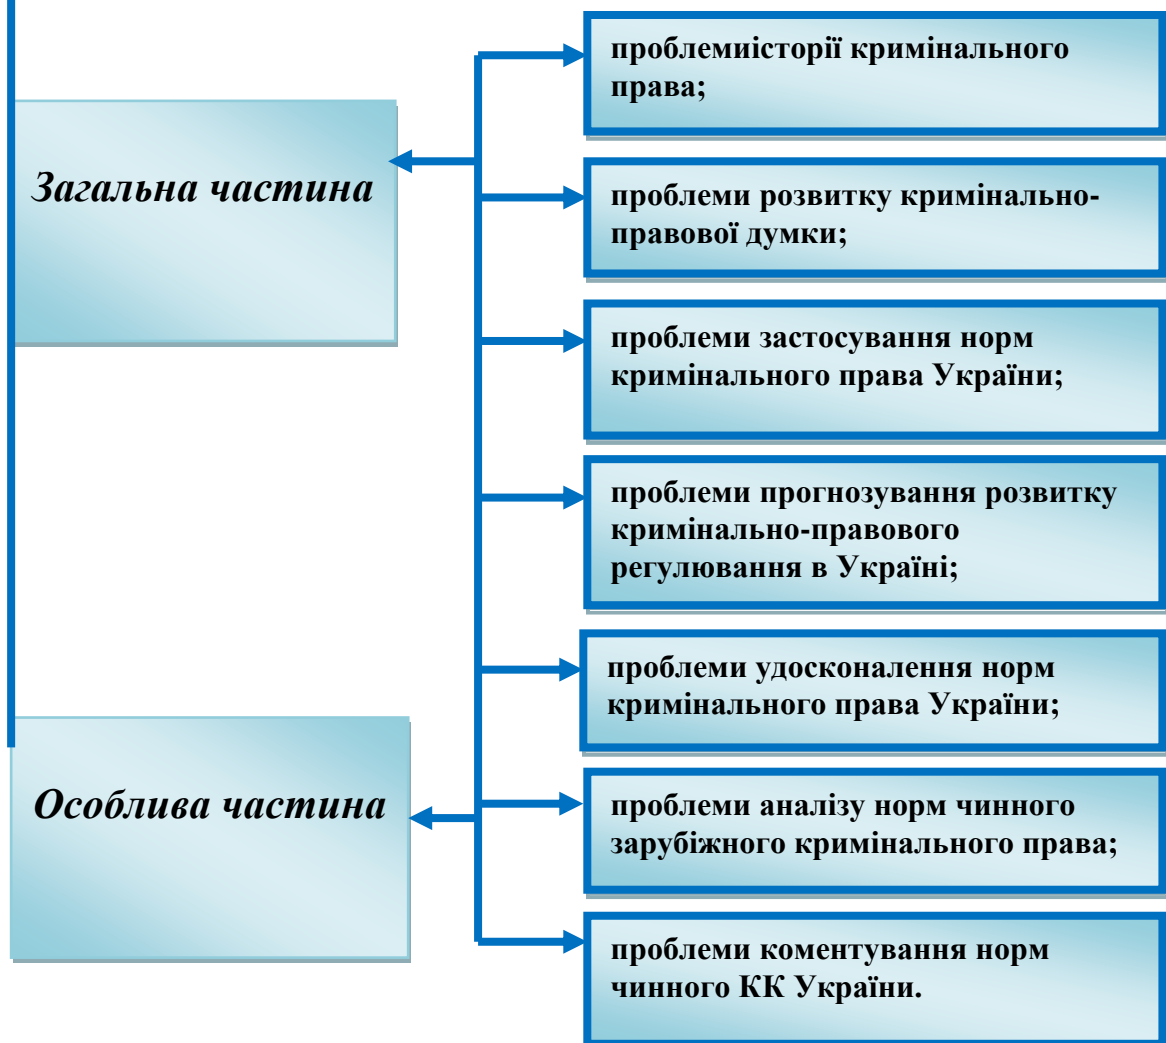 Загальна частина
проблемиісторії кримінального
права;
проблеми розвитку кримінально-
правової думки;
проблеми застосування норм
кримінального права України;
проблеми прогнозування розвитку
кримінально-правового
регулювання в Україні;
проблеми удосконалення норм
кримінального права України;
Особлива частина
проблеми аналізу норм чинного
зарубіжного кримінального права;
проблеми коментування норм
чинного КК України.